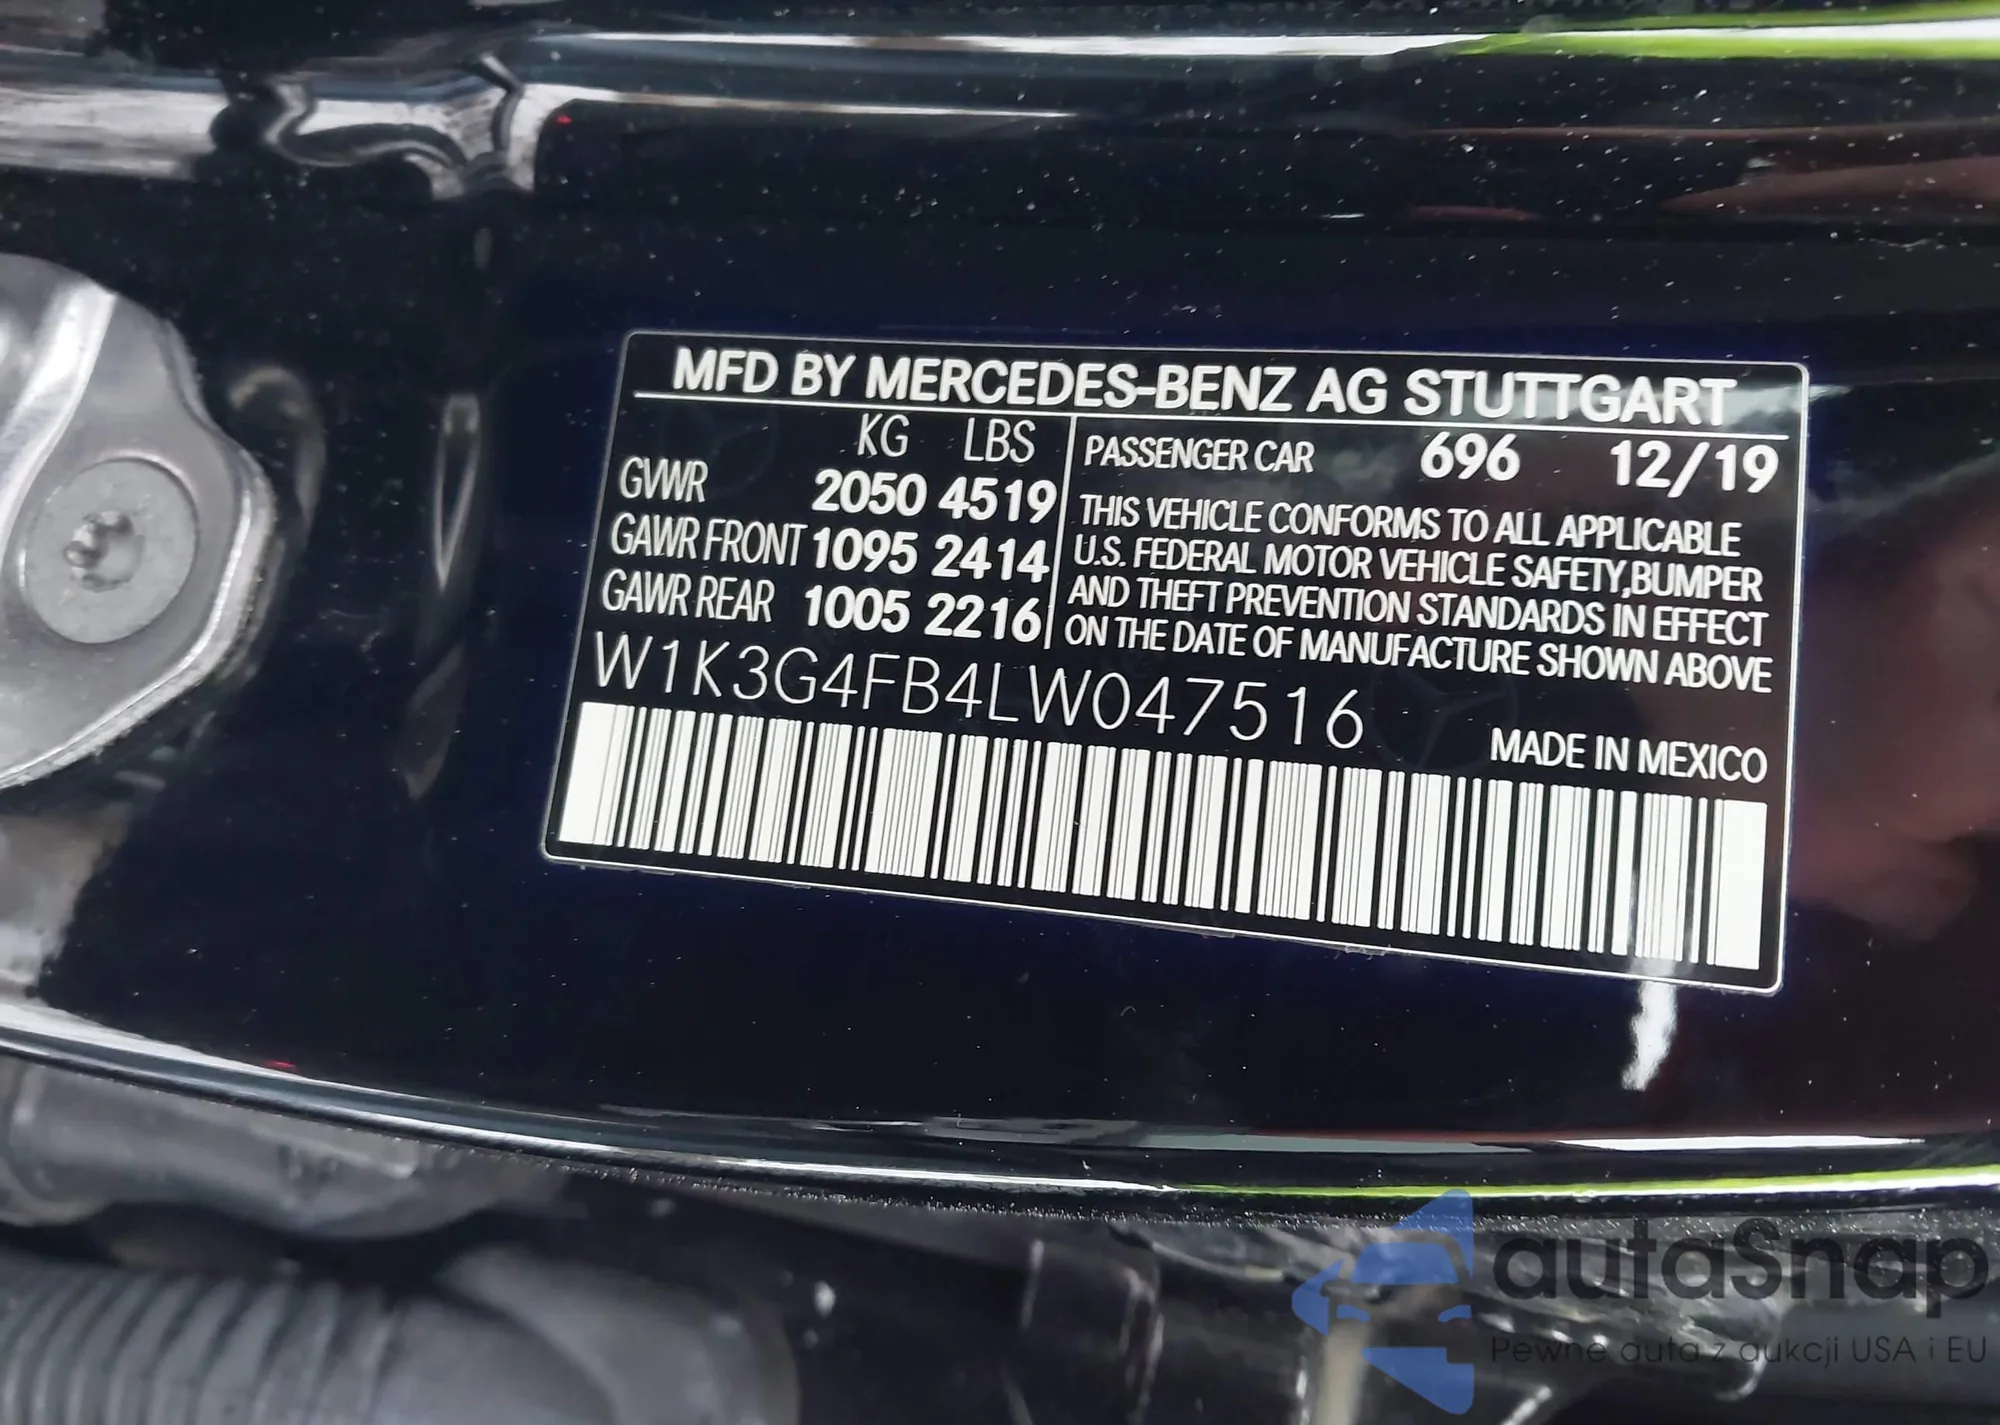 MFD BY MERCEDES-BENZ AG STUTTGART
KG LBS
GVWR 2050 4519
GAWR FRONT 1095 2414
GAWR REAR 1005 2216
PASSENGER CAR 696 12/19
THIS VEHICLE CONFORMS TO ALL APPLICABLE
U.S. FEDERAL MOTOR VEHICLE SAFETY,BUMPER
AND THEFT PREVENTION STANDARDS IN EFFECT
ON THE DATE OF MANUFACTURE SHOWN ABOVE
W1K3G4FB4LW047516
MADE IN MEXICO
autaSnap
Pewne auta z aukcji USA i EU